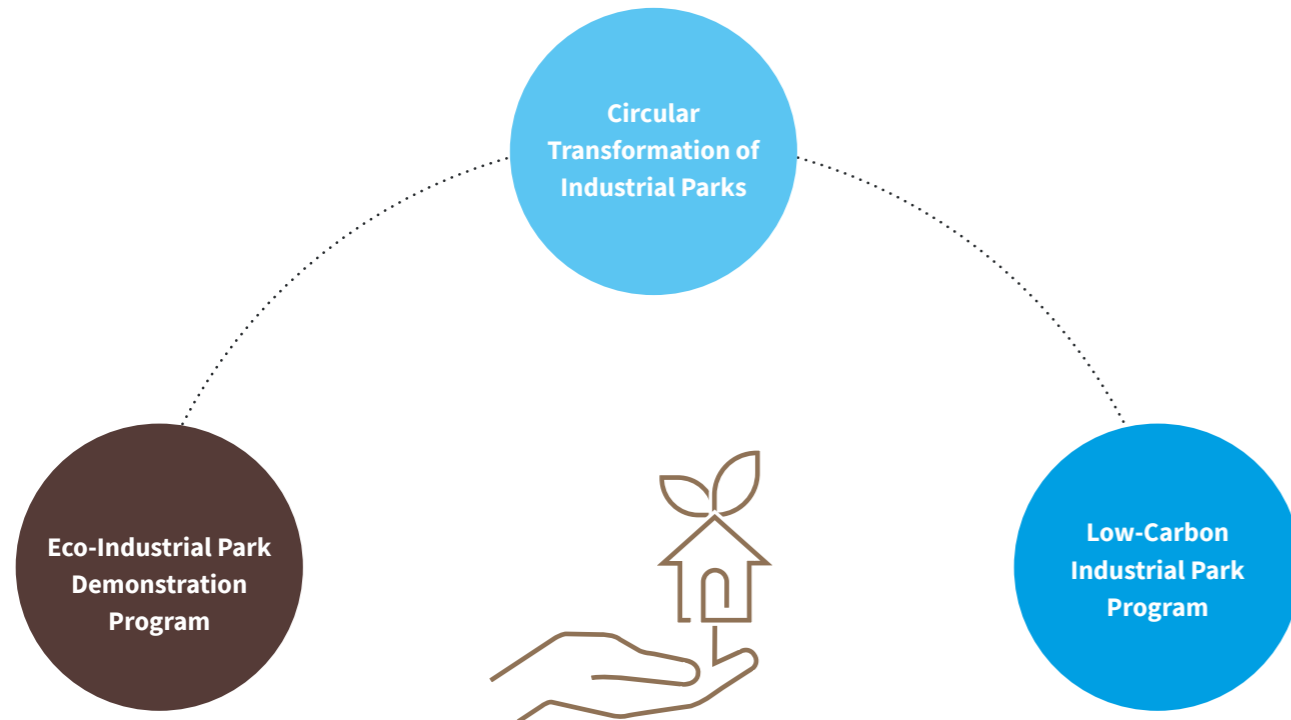 Circular
Transformation of
Industrial Parks
Eco-Industrial Park
Demonstration
Program
Low-Carbon
Industrial Park
Program